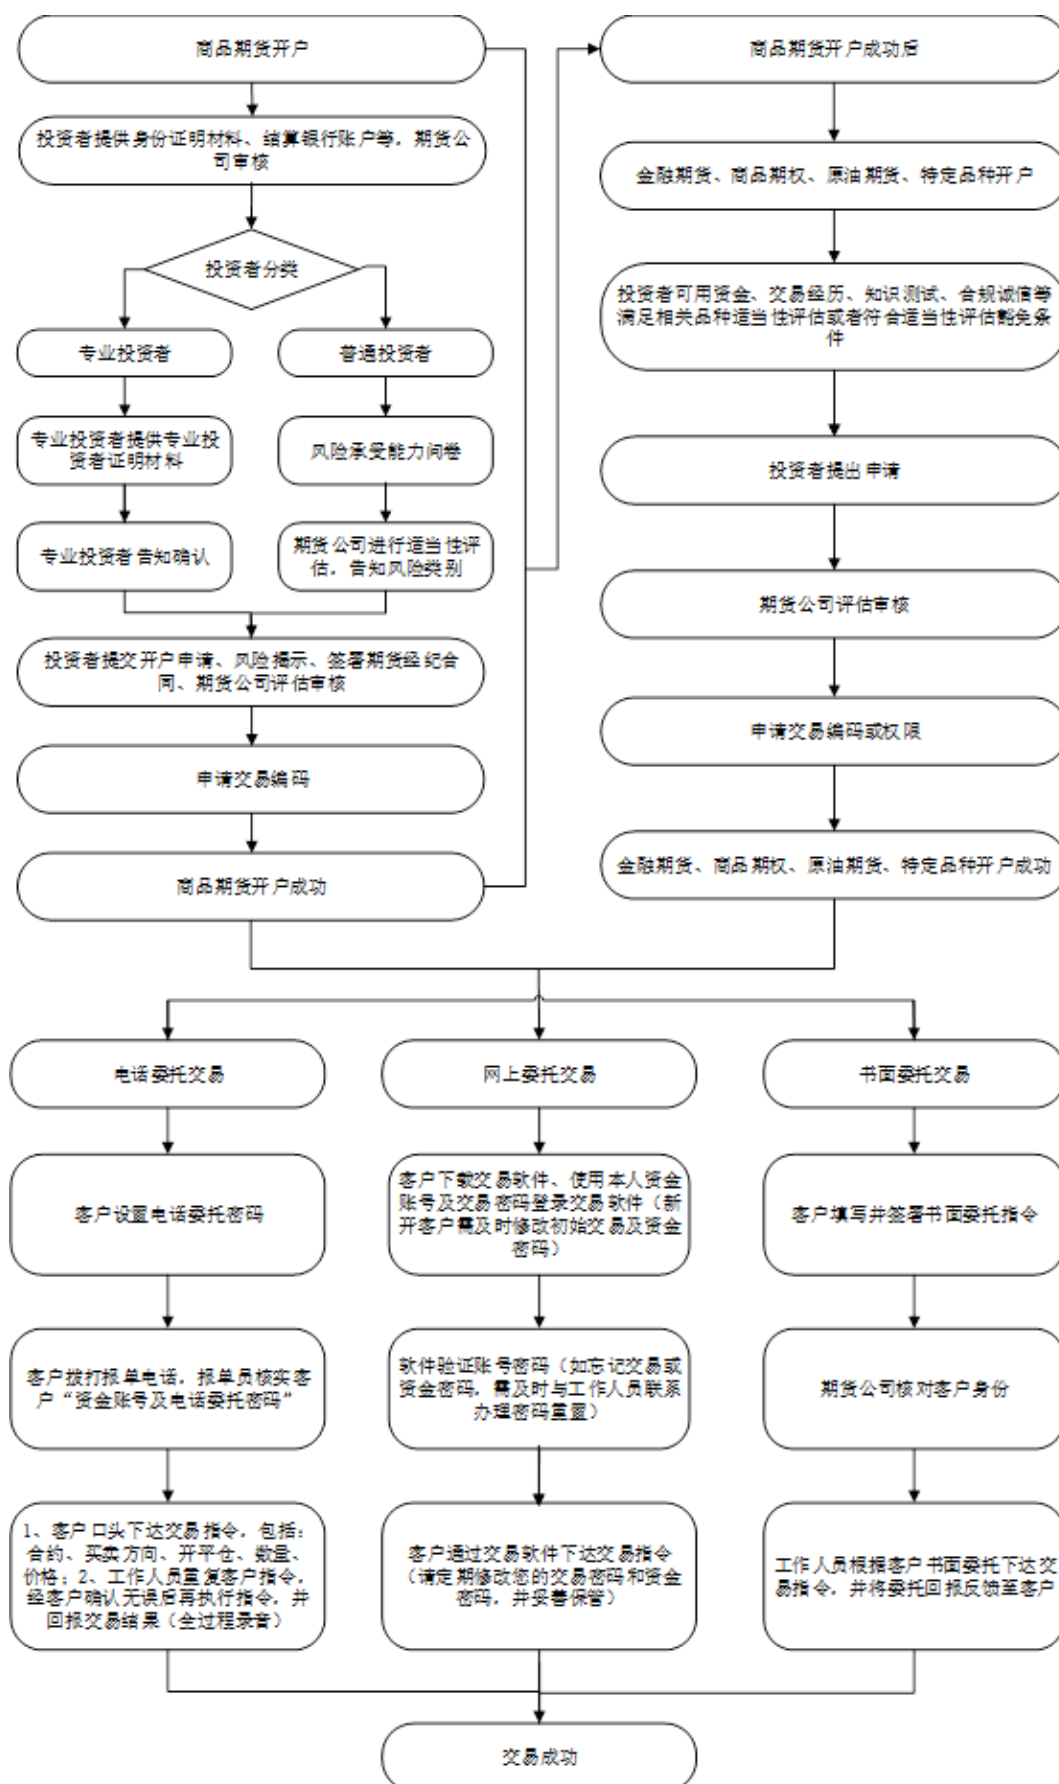 商品期货开户
投资者提供身份证明材料、结算银行账户等，期货公
司审核
投资者分类
专业投资者
普通投资者
专业投资者提供专业投
资者证明材料
风险承受能力问卷
专业投资者告知确认
期货公司进行适当性评
估，告知风险类别
投资者提交开户申请、风险揭示、签署期货经纪合
同、期货公司评估审核
申请交易编码
商品期货开户成功
商品期货开户成功后
金融期货、商品期权、原油期货、特定品种开户
投资者可用资金、交易经历、知识测试、合规诚信等
满足相关品种适当性评估或者符合适当性评估豁免条
件
投资者提出申请
期货公司评估审核
申请交易编码或权限
金融期货、商品期权、原油期货、特定品种开户成功
电话委托交易
客户设置电话委托密码
客户拨打报单电话，报单员核实客
户“资金账号及电话委托密码”
1、客户口头下达交易指令，包括：
合约、买卖方向、开平仓、数量、
价格；2、工作人员重复客户指令，
经客户确认无误后再执行指令，并
回报交易结果（全过程录音）
网上委托交易
客户下载交易软件、使用本人资金
账号及交易密码登录交易软件（新
开客户需及时修改初始交易及资金
密码）
软件验证账号密码（如忘记交易或
资金密码，需及时与工作人员联系
办理密码重置）
客户通过交易软件下达交易指令
（请定期修改您的交易密码和资金
密码，并妥善保管）
书面委托交易
客户填写并签署书面委托指令
期货公司核对客户身份
工作人员根据客户书面委托下达交
易指令，并将委托回报反馈至客户
交易成功